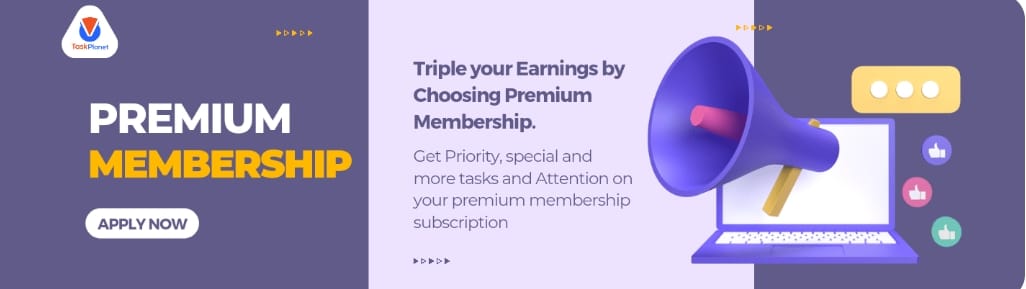 TaskPlanet
PREMIUM
MEMBERSHIP
APPLY NOW
Triple your Earnings by
Choosing Premium
Membership.
Get Priority, special and
more tasks and Attention on
your premium membership
subscription